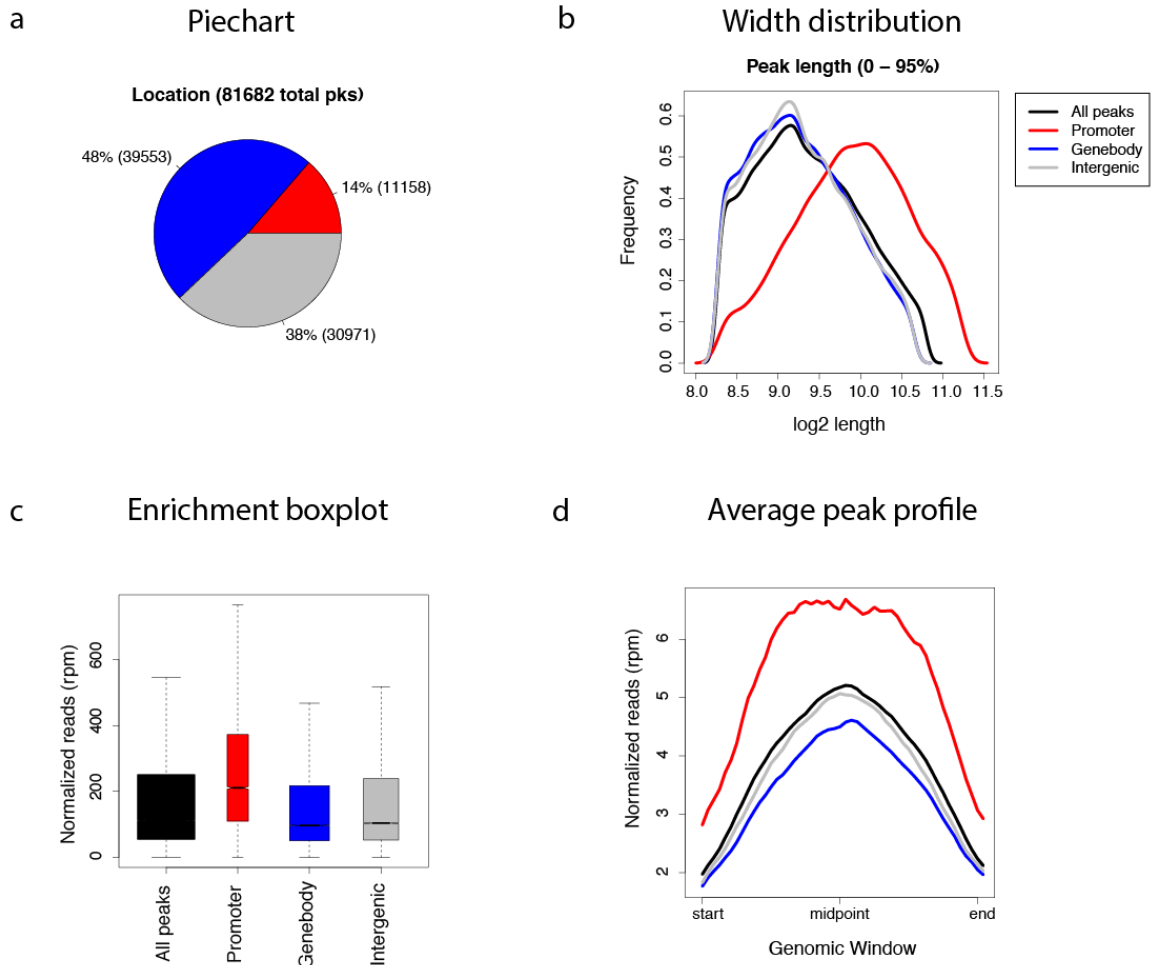 a
Piechart
Location (81682 total pks)
48% (39553)
14% (11158)
38% (30971)
b
Width distribution
Peak length (0 – 95%)
Frequency
0.0
0.1
0.2
0.3
0.4
0.5
0.6
8.0 8.5 9.0 9.5 10.0 10.5 11.0 11.5
log2 length
All peaks
Promoter
Genebody
Intergenic
c
Enrichment boxplot
Normalized reads (rpm)
0
200
400
600
All peaks
Promoter
Genebody
Intergenic
d
Average peak profile
Normalized reads (rpm)
2
3
4
5
6
start midpoint end
Genomic Window